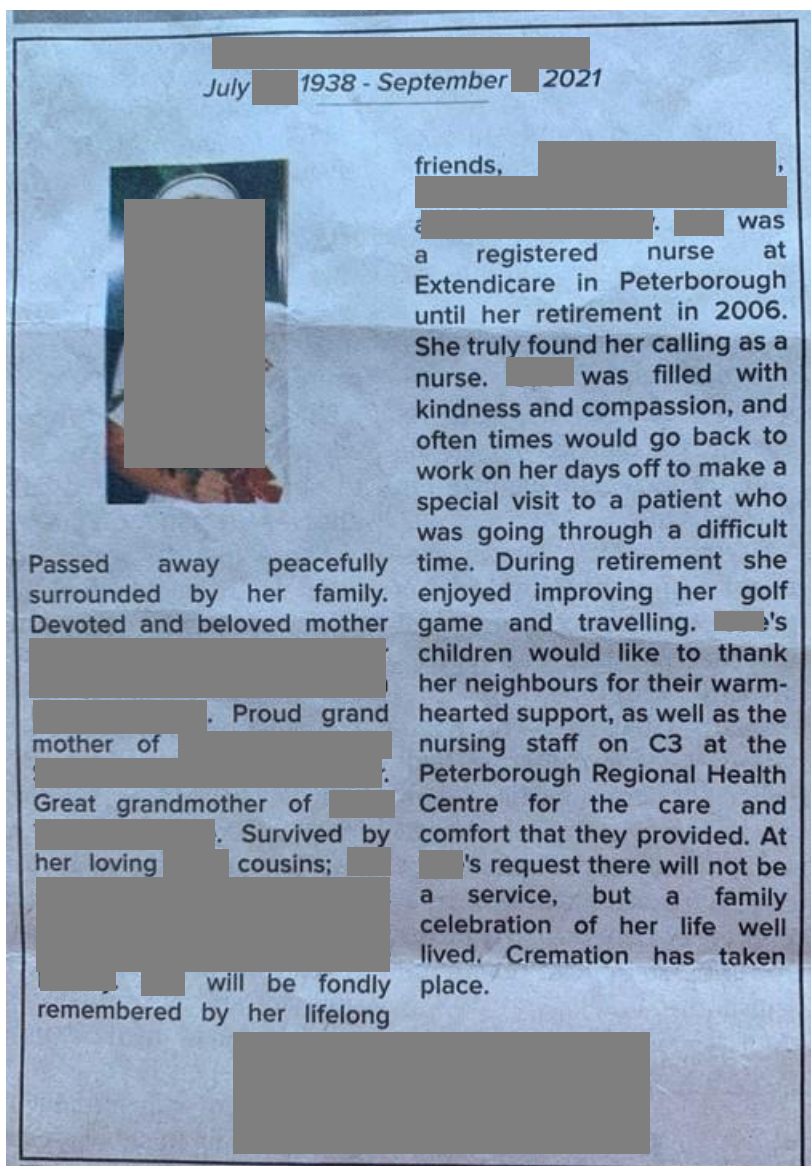 July 1938 - September 2021
Passed away peacefully
surrounded by her family.
Devoted and beloved mother
. Proud grand
mother of
.
Great grandmother of
. Survived by
her loving cousins;
. will be fondly
remembered by her lifelong
friends, ,
. was
a registered nurse at
Extendicare in Peterborough
until her retirement in 2006.
She truly found her calling as a
nurse. was filled with
kindness and compassion, and
often times would go back to
work on her days off to make a
special visit to a patient who
was going through a difficult
time. During retirement she
enjoyed improving her golf
game and travelling. 's
children would like to thank
her neighbours for their warm-
hearted support, as well as the
nursing staff on C3 at the
Peterborough Regional Health
Centre for the care and
comfort that they provided. At
's request there will not be
a service, but a family
celebration of her life well
lived. Cremation has taken
place.